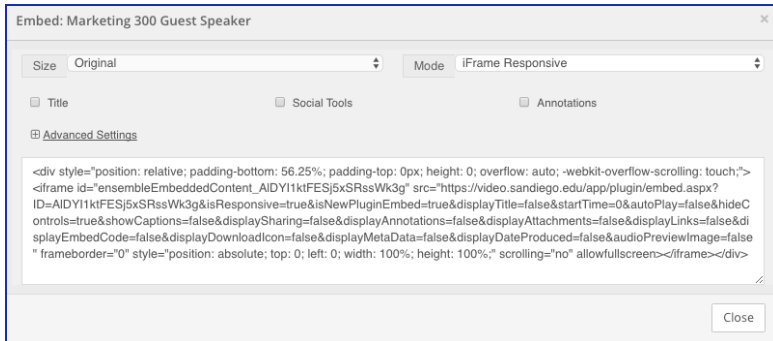 Embed: Marketing 300 Guest Speaker ×
Size Original Mode iFrame Responsive
Title Social Tools Annotations
Advanced Settings
<div style="position: relative; padding-bottom: 56.25%; padding-top: 0px; height: 0; overflow: auto; -webkit-overflow-scrolling: touch;">
<iframe id="ensembleEmbeddedContent_AlDYI1ktFESj5xSRssWk3g" src="https://video.sandiego.edu/app/plugin/embed.aspx?
ID=AlDYI1ktFESj5xSRssWk3g&isResponsive=true&isNewPluginEmbed=true&displayTitle=false&startTime=0&autoPlay=false&hideC
ontrols=true&showCaptions=false&displaySharing=false&displayAnnotations=false&displayAttachments=false&displayLinks=false&di
splayEmbedCode=false&displayDownloadIcon=false&displayMetaData=false&displayDateProduced=false&audioPreviewImage=false
" frameborder="0" style="position: absolute; top: 0; left: 0; width: 100%; height: 100%;" scrolling="no" allowfullscreen></iframe></div>
Close